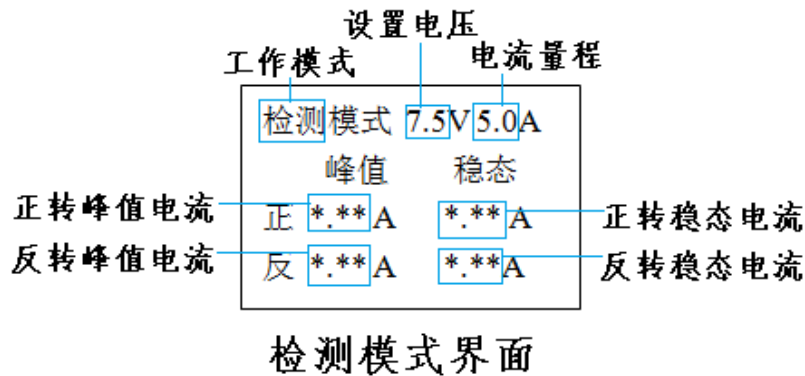 设置电压
工作模式
电流量程
检测模式 7.5V 5.0A
峰值 稳态
正转峰值电流
正 *.**A *.**A
正转稳态电流
反转峰值电流
反 *.**A *.**A
反转稳态电流
检测模式界面